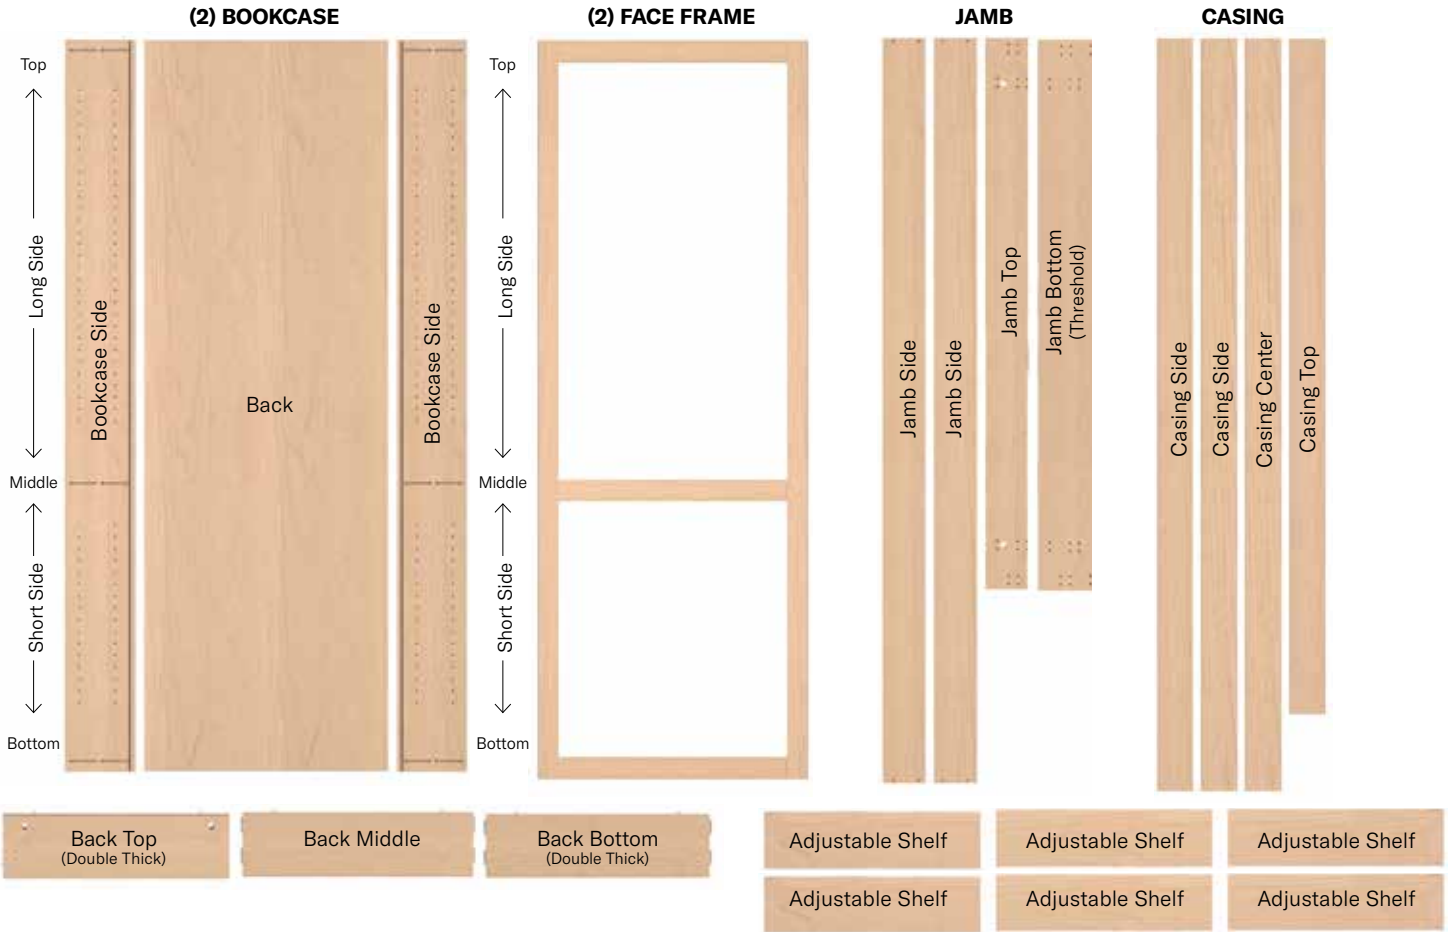 (2) BOOKCASE
(2) FACE FRAME
JAMB
CASING
Top
Long Side
Middle
Short Side
Bottom
Bookcase Side
Back
Bookcase Side
Top
Long Side
Middle
Short Side
Bottom
Jamb Side
Jamb Side
Jamb Top
Jamb Bottom
(Threshold)
Casing Side
Casing Side
Casing Center
Casing Top
Back Top
(Double Thick)
Back Middle
Back Bottom
(Double Thick)
Adjustable Shelf
Adjustable Shelf
Adjustable Shelf
Adjustable Shelf
Adjustable Shelf
Adjustable Shelf